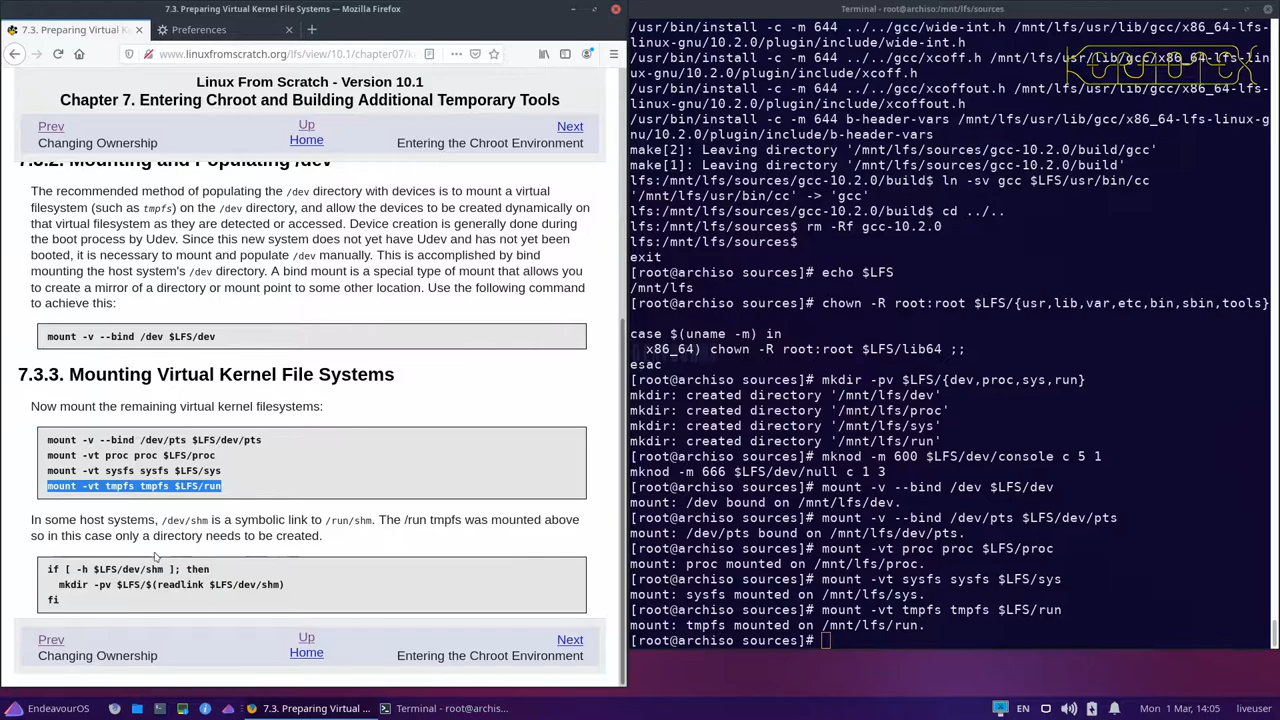 7.3. Preparing Virtual Kernel File Systems — Mozilla Firefox
7.3. Preparing Virtual Ke
Preferences
www.linuxfromscratch.org/lfs/view/10.1/chapter07/k
Linux From Scratch - Version 10.1
Chapter 7. Entering Chroot and Building Additional Temporary Tools
Prev
Up
Next
Changing Ownership
Home
Entering the Chroot Environment
7.3.2. Mounting and Populating /dev
The recommended method of populating the /dev directory with devices is to mount a virtual
filesystem (such as tmpfs) on the /dev directory, and allow the devices to be created dynamically on
that virtual filesystem as they are detected or accessed. Device creation is generally done during
the boot process by Udev. Since this new system does not yet have Udev and has not yet been
booted, it is necessary to mount and populate /dev manually. This is accomplished by bind
mounting the host system's /dev directory. A bind mount is a special type of mount that allows you
to create a mirror of a directory or mount point to some other location. Use the following command
to achieve this:
mount -v --bind /dev $LFS/dev
7.3.3. Mounting Virtual Kernel File Systems
Now mount the remaining virtual kernel filesystems:
mount -v --bind /dev/pts $LFS/dev/pts
mount -vt proc proc $LFS/proc
mount -vt sysfs sysfs $LFS/sys
mount -vt tmpfs tmpfs $LFS/run
In some host systems, /dev/shm is a symbolic link to /run/shm. The /run tmpfs was mounted above
so in this case only a directory needs to be created.
if [ -h $LFS/dev/shm ]; then
  mkdir -pv $LFS/$(readlink $LFS/dev/shm)
fi
Prev
Up
Next
Changing Ownership
Home
Entering the Chroot Environment
Terminal - root@archiso:/mnt/lfs/sources
/usr/bin/install -c -m 644 ../../gcc/wide-int.h /mnt/lfs/usr/lib/gcc/x86_64-lfs-
linux-gnu/10.2.0/plugin/include/wide-int.h
/usr/bin/install -c -m 644 ../../gcc/xcoff.h /mnt/lfs/usr/lib/gcc/x86_64-lfs-lin
ux-gnu/10.2.0/plugin/include/xcoff.h
/usr/bin/install -c -m 644 ../../gcc/xcoffout.h /mnt/lfs/usr/lib/gcc/x86_64-lfs-
linux-gnu/10.2.0/plugin/include/xcoffout.h
/usr/bin/install -c -m 644 b-header-vars /mnt/lfs/usr/lib/gcc/x86_64-lfs-linux-g
nu/10.2.0/plugin/include/b-header-vars
make[2]: Leaving directory '/mnt/lfs/sources/gcc-10.2.0/build/gcc'
make[1]: Leaving directory '/mnt/lfs/sources/gcc-10.2.0/build'
lfs:/mnt/lfs/sources/gcc-10.2.0/build$ ln -sv gcc $LFS/usr/bin/cc
'/mnt/lfs/usr/bin/cc' -> 'gcc'
lfs:/mnt/lfs/sources/gcc-10.2.0/build$ cd ../..
lfs:/mnt/lfs/sources$ rm -Rf gcc-10.2.0
lfs:/mnt/lfs/sources$
exit
[root@archiso sources]# echo $LFS
/mnt/lfs
[root@archiso sources]# chown -R root:root $LFS/{usr,lib,var,etc,bin,sbin,tools}
case $(uname -m) in
  x86_64) chown -R root:root $LFS/lib64 ;;
esac
[root@archiso sources]# mkdir -pv $LFS/{dev,proc,sys,run}
mkdir: created directory '/mnt/lfs/dev'
mkdir: created directory '/mnt/lfs/proc'
mkdir: created directory '/mnt/lfs/sys'
mkdir: created directory '/mnt/lfs/run'
[root@archiso sources]# mknod -m 600 $LFS/dev/console c 5 1
mknod -m 666 $LFS/dev/null c 1 3
[root@archiso sources]# mount -v --bind /dev $LFS/dev
mount: /dev bound on /mnt/lfs/dev.
[root@archiso sources]# mount -v --bind /dev/pts $LFS/dev/pts
mount: /dev/pts bound on /mnt/lfs/dev/pts.
[root@archiso sources]# mount -vt proc proc $LFS/proc
mount: proc mounted on /mnt/lfs/proc.
[root@archiso sources]# mount -vt sysfs sysfs $LFS/sys
mount: sysfs mounted on /mnt/lfs/sys.
[root@archiso sources]# mount -vt tmpfs tmpfs $LFS/run
mount: tmpfs mounted on /mnt/lfs/run.
[root@archiso sources]#
EndeavourOS
7.3. Preparing Virtual ...
Terminal - root@archis...
EN
Mon 1 Mar, 14:05
liveuser